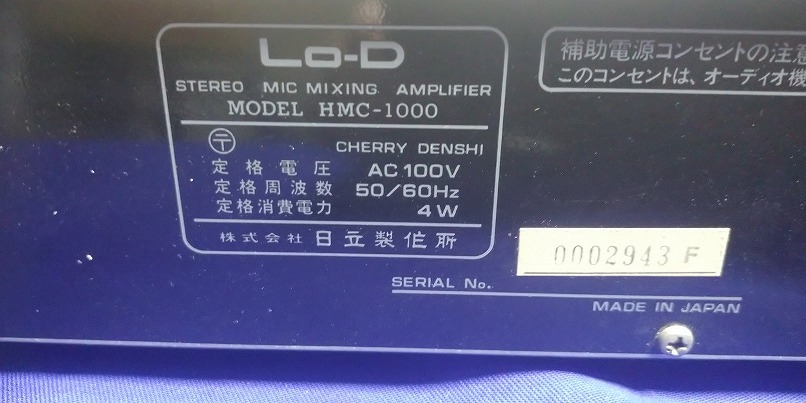 Lo-D
STEREO MIC MIXING AMPLIFIER
MODEL HMC-1000
〒 CHERRY DENSHI
定格電圧 AC 100V
定格周波数 50/60Hz
定格消費電力 4W
株式会社 日立製作所
補助電源コンセントの注意
このコンセントは、オーディオ機
0002943 F
SERIAL No.
MADE IN JAPAN